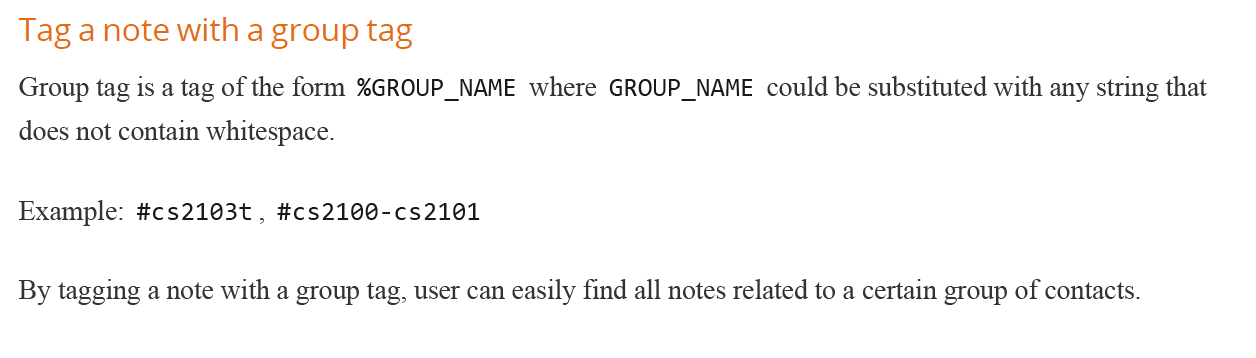 Tag a note with a group tag
Group tag is a tag of the form %GROUP_NAME where GROUP_NAME could be substituted with any string that
does not contain whitespace.
Example: #cs2103t, #cs2100-cs2101
By tagging a note with a group tag, user can easily find all notes related to a certain group of contacts.